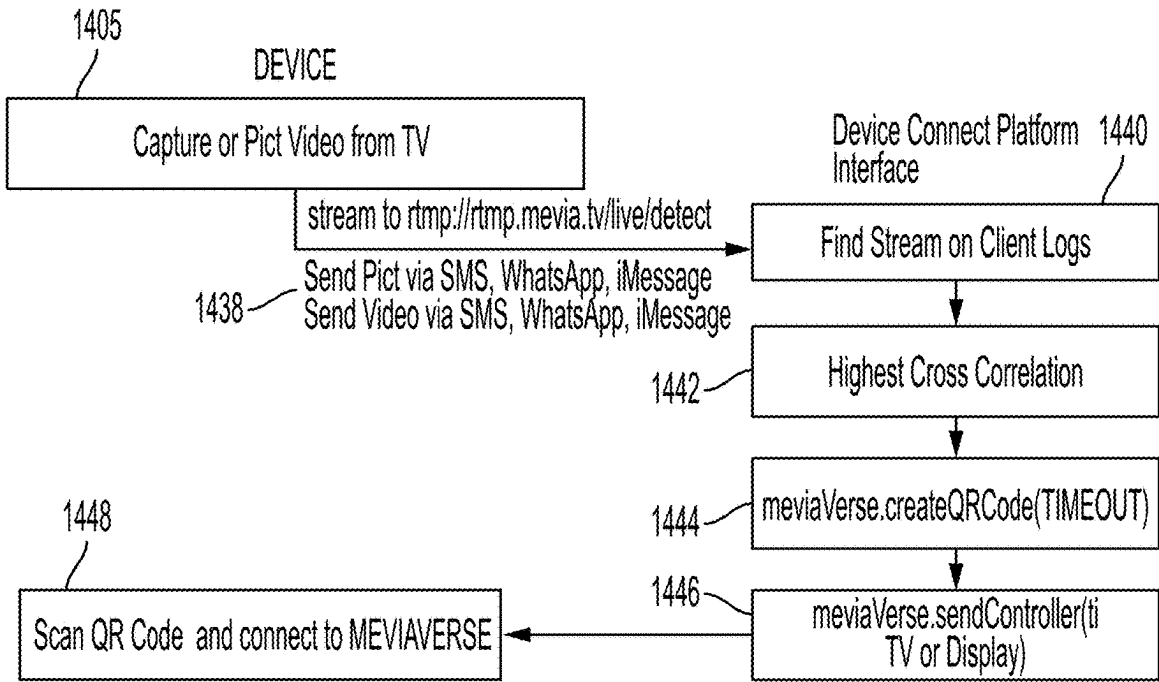 1405
DEVICE
Capture or Pict Video from TV
Device Connect Platform
Interface
1440
stream to rtmp://rtmp.mevia.tv/live/detect
Find Stream on Client Logs
Send Pict via SMS, WhatsApp, iMessage
1438
Send Video via SMS, WhatsApp, iMessage
Highest Cross Correlation
1442
meviaVerse.createQRCode(TIMEOUT)
1444
1448
1446
meviaVerse.sendController(ti
TV or Display)
Scan QR Code and connect to MEVIAVERSE